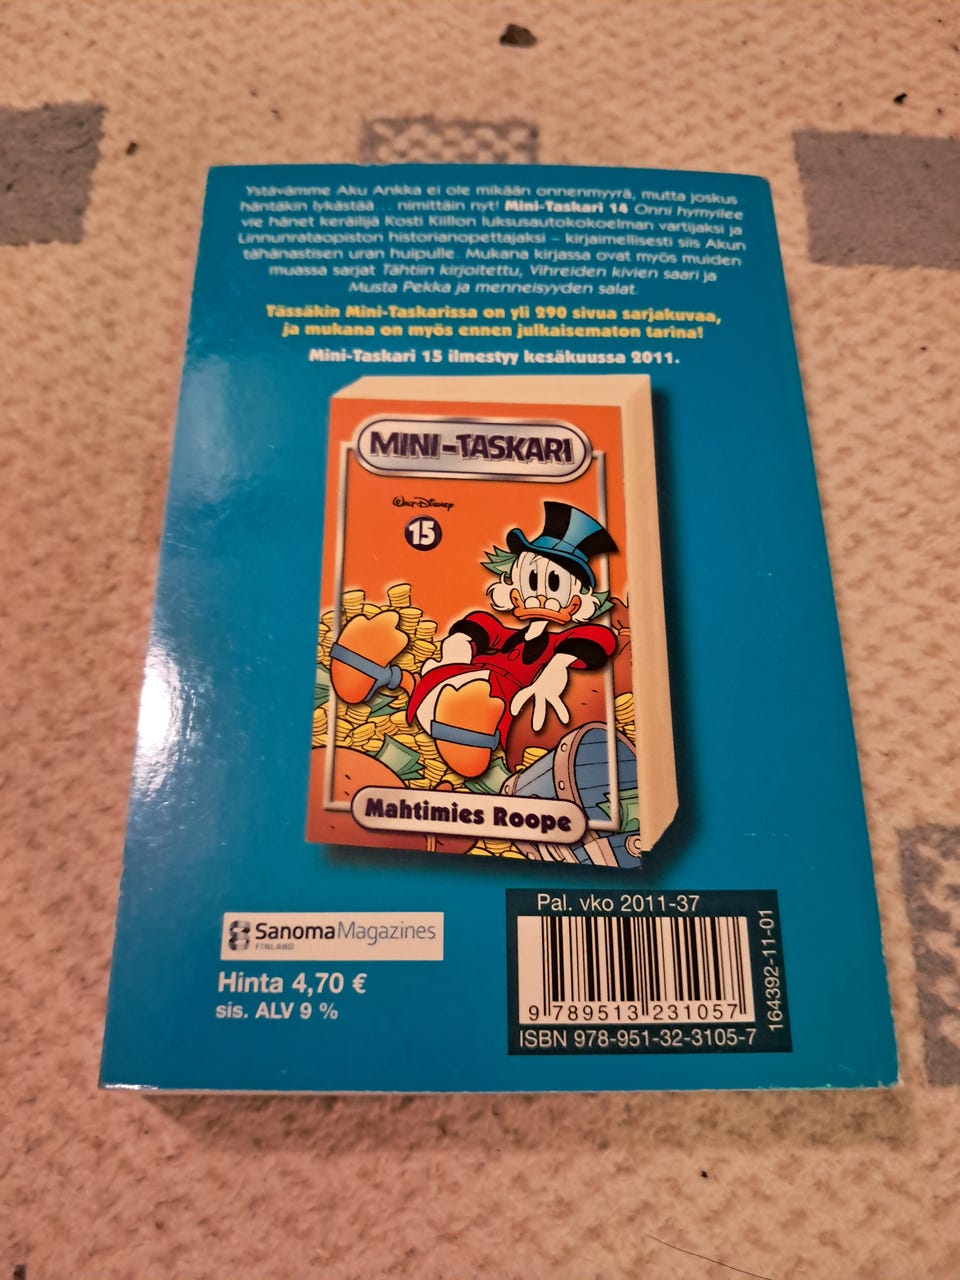 Ystävämme Aku Ankka ei ole mikään onnenmyyrä, mutta joskus
häntäkin lykästää... nimittäin nyt! Mini-Taskari 14 Onni hymyilee
vie hänet keräilijä Kosti Kiillon luksusautokokoelman vartijaksi ja
Linnunrataopiston historianopettajaksi – kirjaimellisesti siis Akun
tähänastisen uran huipulle. Mukana kirjassa ovat myös muiden
muassa sarjat Tähtiin kirjoitettu, Vihreiden kivien saari ja
Musta Pekka ja menneisyyden salat.
Tässäkin Mini-Taskarissa on yli 290 sivua sarjakuvaa,
ja mukana on myös ennen julkaisematon tarina!
Mini-Taskari 15 ilmestyy kesäkuussa 2011.
MINI-TASKARI
WALT DISNEY
15
Mahtimies Roope
SanomaMagazines
FINLAND
Hinta 4,70 €
sis. ALV 9 %
Pal. vko 2011-37
9 789513 231057
ISBN 978-951-32-3105-7
164392-11-01